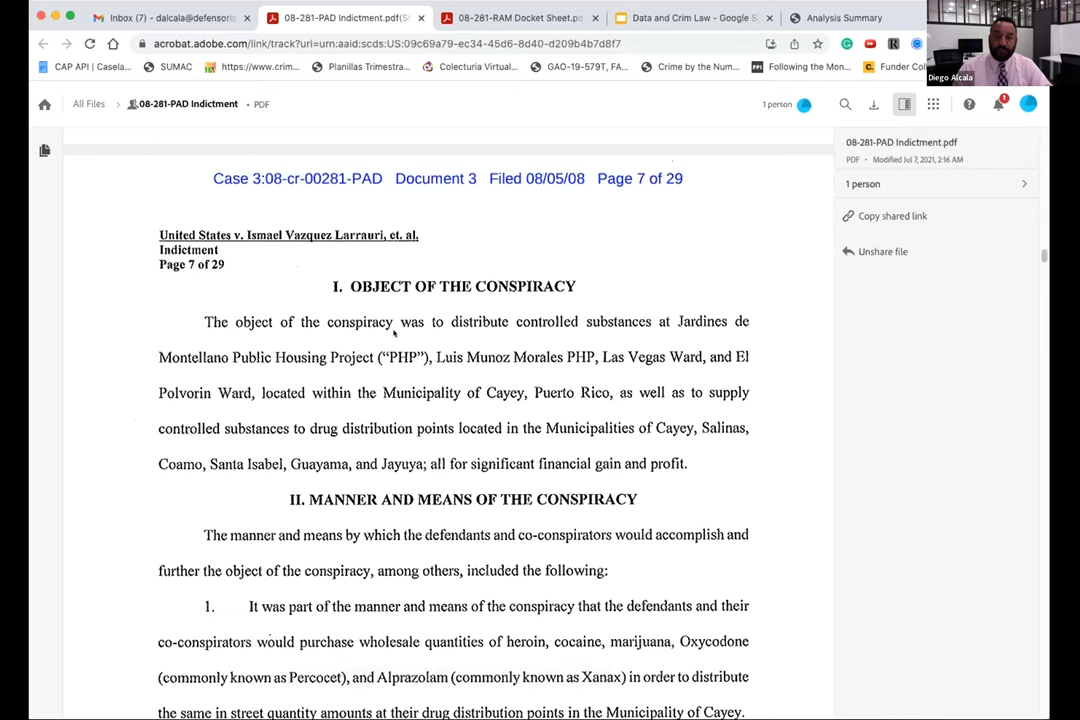 Inbox (7) - dalcala@defensoria
08-281-PAD Indictment.pdf(Sh
08-281-RAM Docket Sheet.pdf
Data and Crim Law - Google S
Analysis Summary
acrobat.adobe.com/link/track?uri=urn:aaid:scds:US:09c69a79-ec34-45d6-8d40-d209b4b7d8f7
CAP API | Casela...
SUMAC
https://www.crim...
Planillas Trimestra...
Colecturia Virtual...
GAO-19-579T, FA...
Crime by the Num...
Following the Mon...
Funder Col
Diego Alcala
All Files
08-281-PAD Indictment • PDF
1 person
08-281-PAD Indictment.pdf
PDF • Modified Jul 7, 2021, 2:16 AM
1 person
Copy shared link
Unshare file
Case 3:08-cr-00281-PAD Document 3 Filed 08/05/08 Page 7 of 29
United States v. Ismael Vazquez Larrauri, et. al.
Indictment
Page 7 of 29
I. OBJECT OF THE CONSPIRACY
The object of the conspiracy was to distribute controlled substances at Jardines de
Montellano Public Housing Project ("PHP"), Luis Munoz Morales PHP, Las Vegas Ward, and El
Polvorin Ward, located within the Municipality of Cayey, Puerto Rico, as well as to supply
controlled substances to drug distribution points located in the Municipalities of Cayey, Salinas,
Coamo, Santa Isabel, Guayama, and Jayuya; all for significant financial gain and profit.
II. MANNER AND MEANS OF THE CONSPIRACY
The manner and means by which the defendants and co-conspirators would accomplish and
further the object of the conspiracy, among others, included the following:
1. It was part of the manner and means of the conspiracy that the defendants and their
co-conspirators would purchase wholesale quantities of heroin, cocaine, marijuana, Oxycodone
(commonly known as Percocet), and Alprazolam (commonly known as Xanax) in order to distribute
the same in street quantity amounts at their drug distribution points in the Municipality of Cayey.